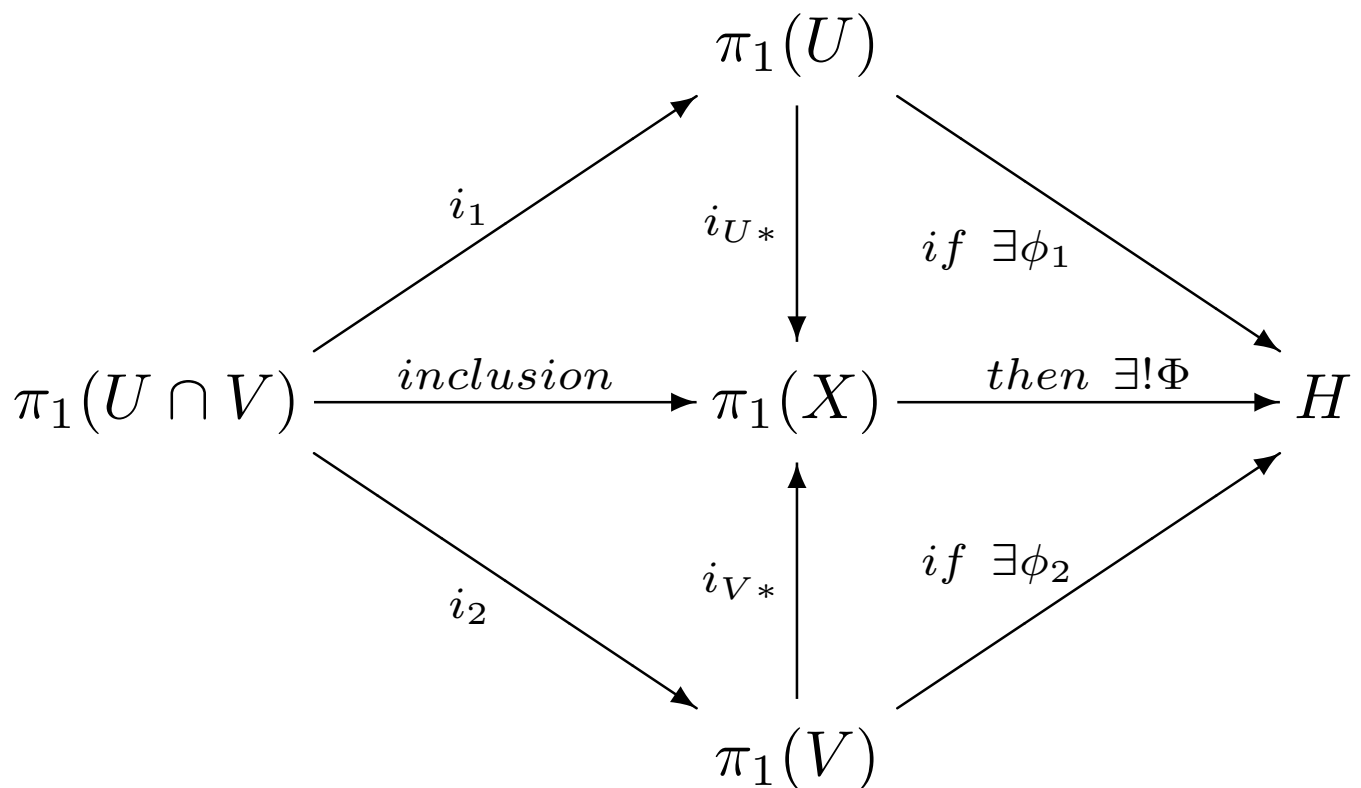 π₁(U)
i₁
i_{U*}
if ∃ϕ₁
π₁(U ∩ V)
inclusion
π₁(X)
then ∃!Φ
H
i₂
i_{V*}
if ∃ϕ₂
π₁(V)